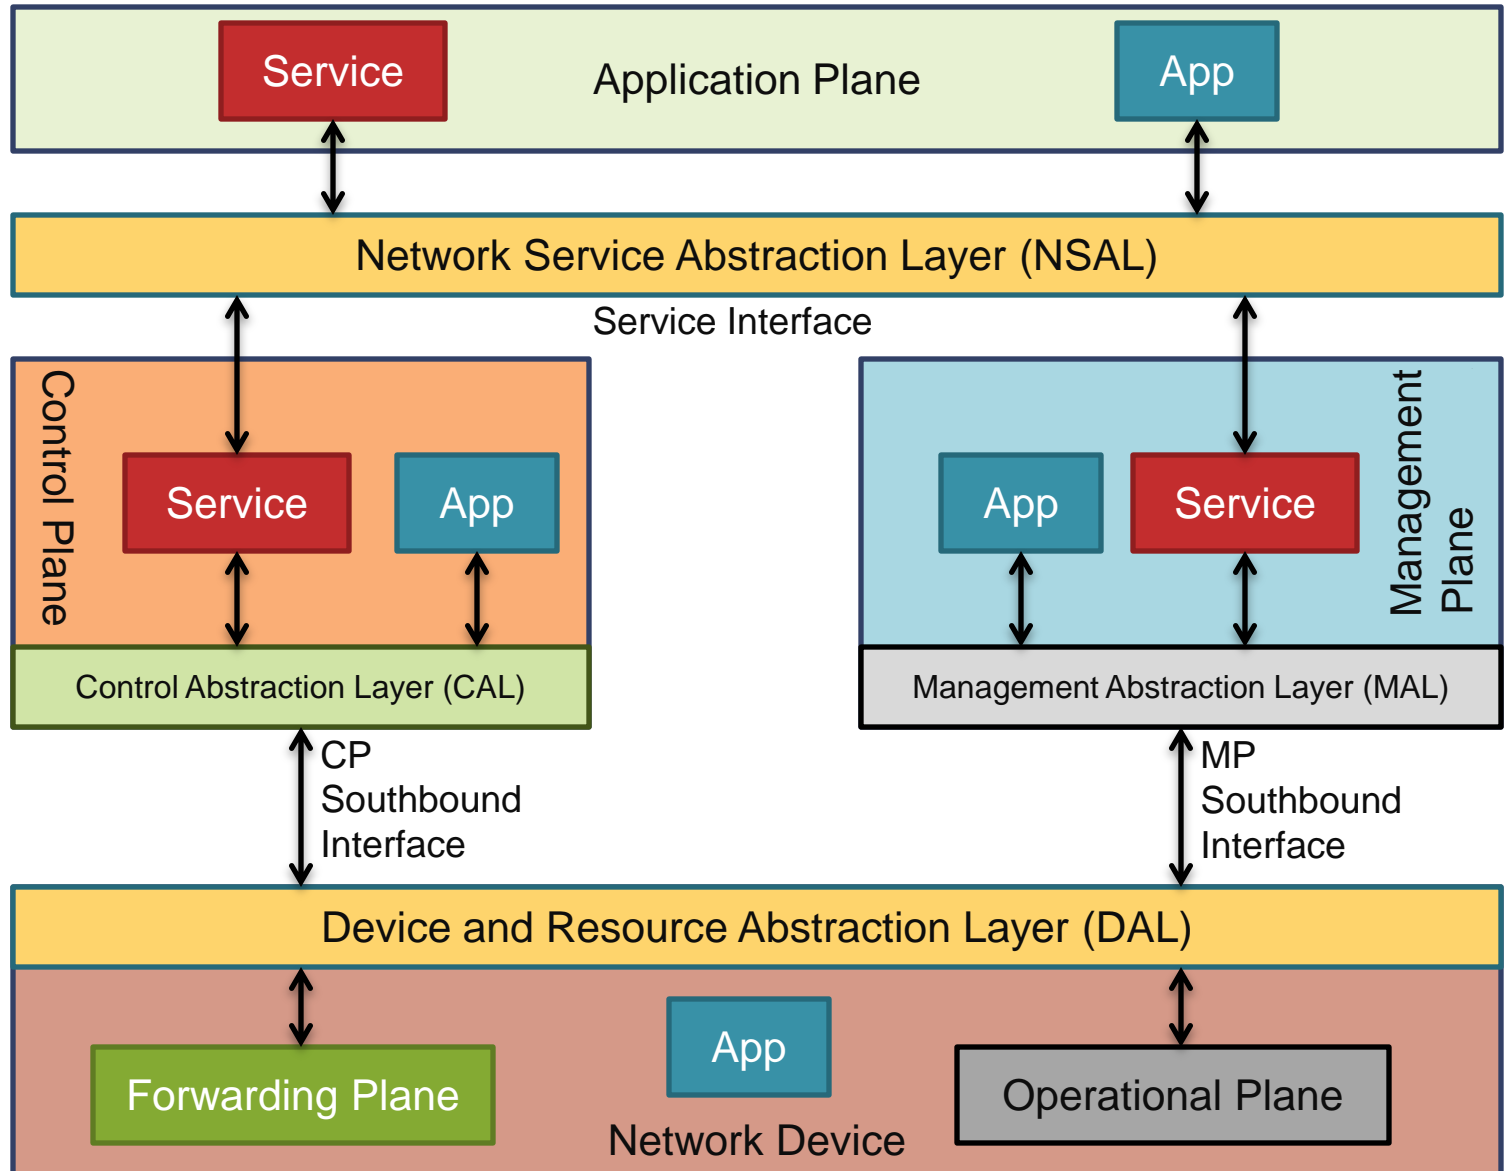 Service
Application Plane
App
Network Service Abstraction Layer (NSAL)
Service Interface
Control Plane
Service
App
App
Service
Management
Plane
Control Abstraction Layer (CAL)
Management Abstraction Layer (MAL)
CP
Southbound
Interface
MP
Southbound
Interface
Device and Resource Abstraction Layer (DAL)
App
Forwarding Plane
Operational Plane
Network Device